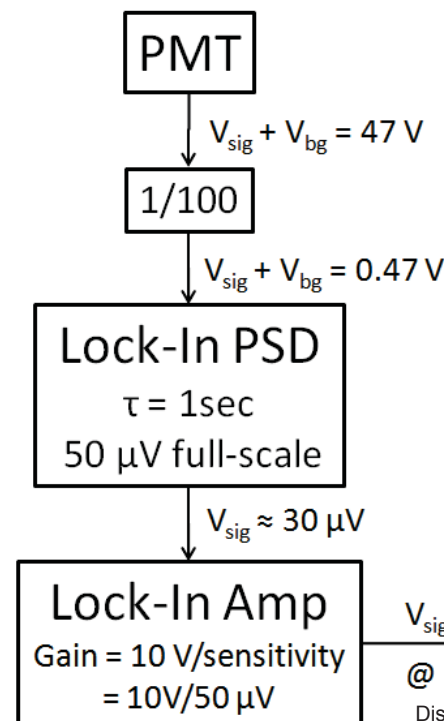 PMT
V_sig + V_bg = 47 V
1/100
V_sig + V_bg = 0.47 V
Lock-In PSD
τ = 1sec
50 μV full-scale
V_sig ≈ 30 μV
Lock-In Amp
Gain = 10 V/sensitivity
= 10V/50 μV
V_sig
@
Dis